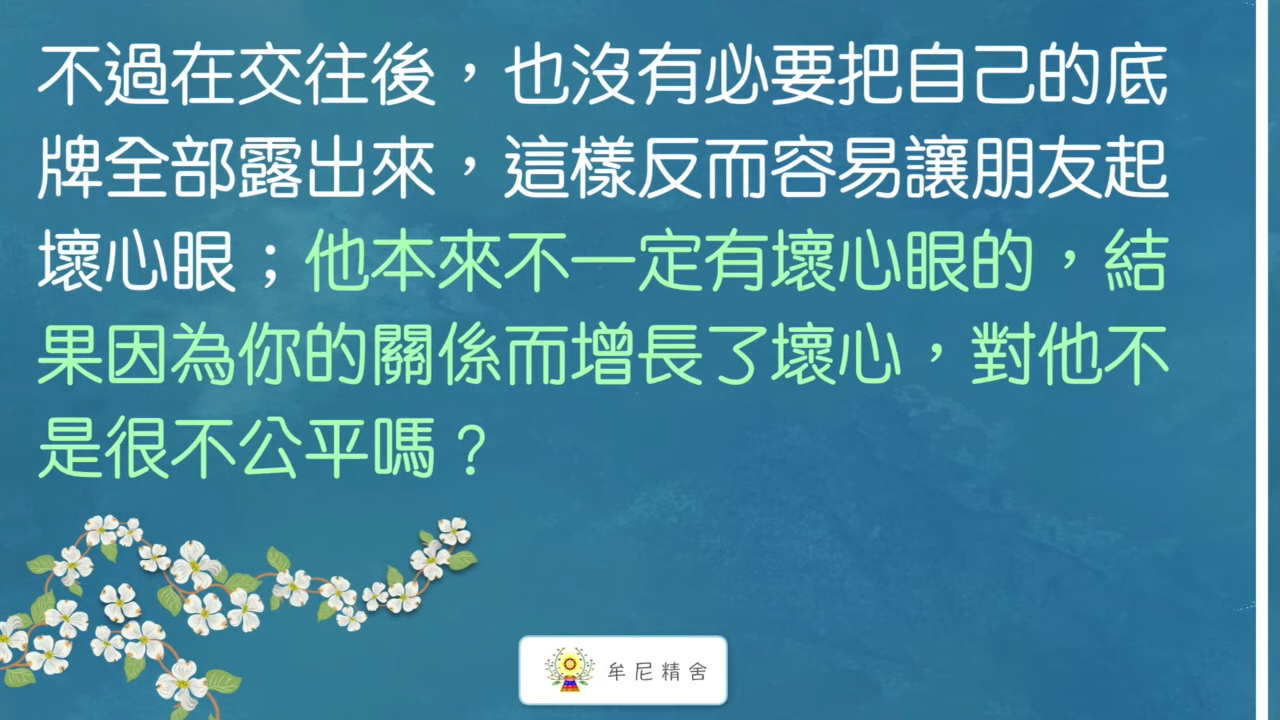 不過在交往後，也沒有必要把自己的底
牌全部露出來，這樣反而容易讓朋友起
壞心眼；他本來不一定有壞心眼的，結
果因為你的關係而增長了壞心，對他不
是很不公平嗎？
牟尼精舍